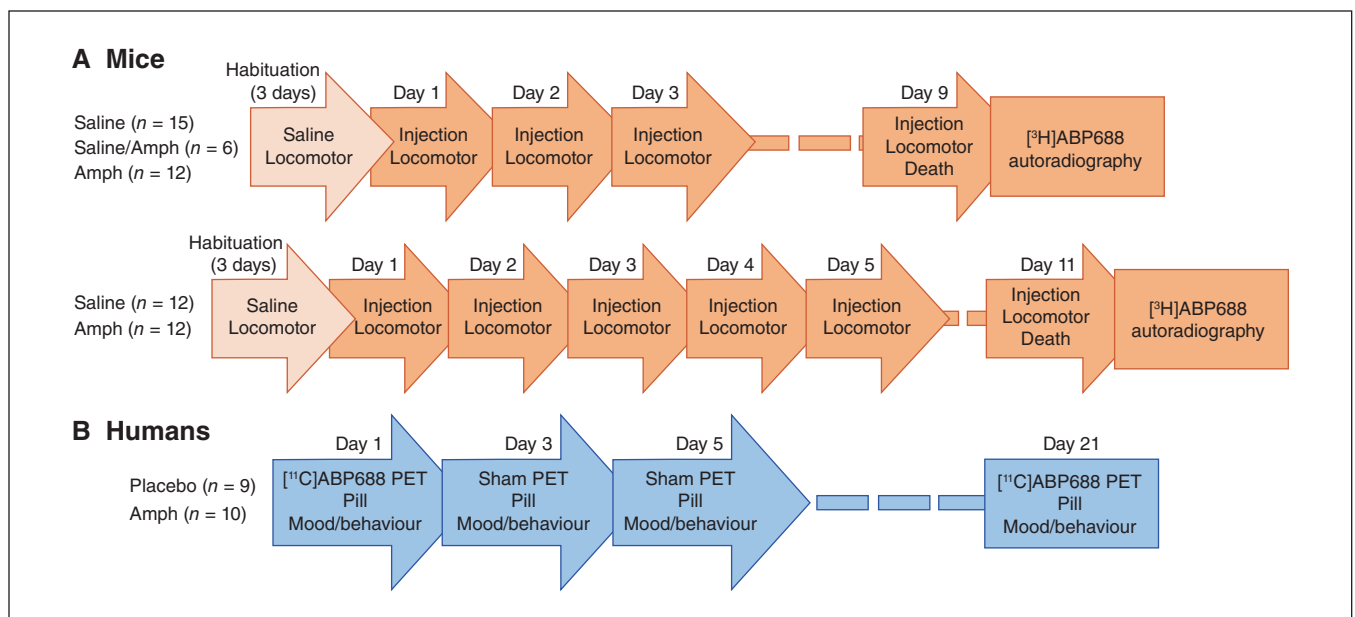 A Mice
Habituation
(3 days)
Day 1
Day 2
Day 3
Day 9
Saline (n = 15)
Saline/Amph (n = 6)
Amph (n = 12)
Saline
Locomotor
Injection
Locomotor
Injection
Locomotor
Injection
Locomotor
Injection
Locomotor
Death
[³H]ABP688
autoradiography
Habituation
(3 days)
Day 1
Day 2
Day 3
Day 4
Day 5
Day 11
Saline (n = 12)
Amph (n = 12)
Saline
Locomotor
Injection
Locomotor
Injection
Locomotor
Injection
Locomotor
Injection
Locomotor
Injection
Locomotor
Injection
Locomotor
Death
[³H]ABP688
autoradiography
B Humans
Day 1
Day 3
Day 5
Day 21
Placebo (n = 9)
Amph (n = 10)
[¹¹C]ABP688 PET
Pill
Mood/behaviour
Sham PET
Pill
Mood/behaviour
Sham PET
Pill
Mood/behaviour
[¹¹C]ABP688 PET
Pill
Mood/behaviour